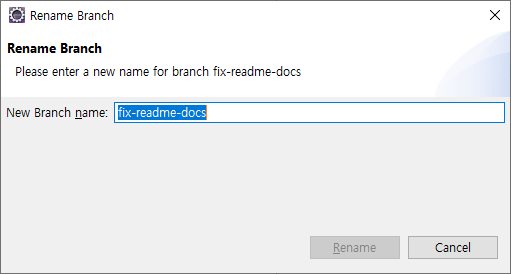 Rename Branch
Rename Branch
Please enter a new name for branch fix-readme-docs
New Branch name: fix-readme-docs
Rename Cancel